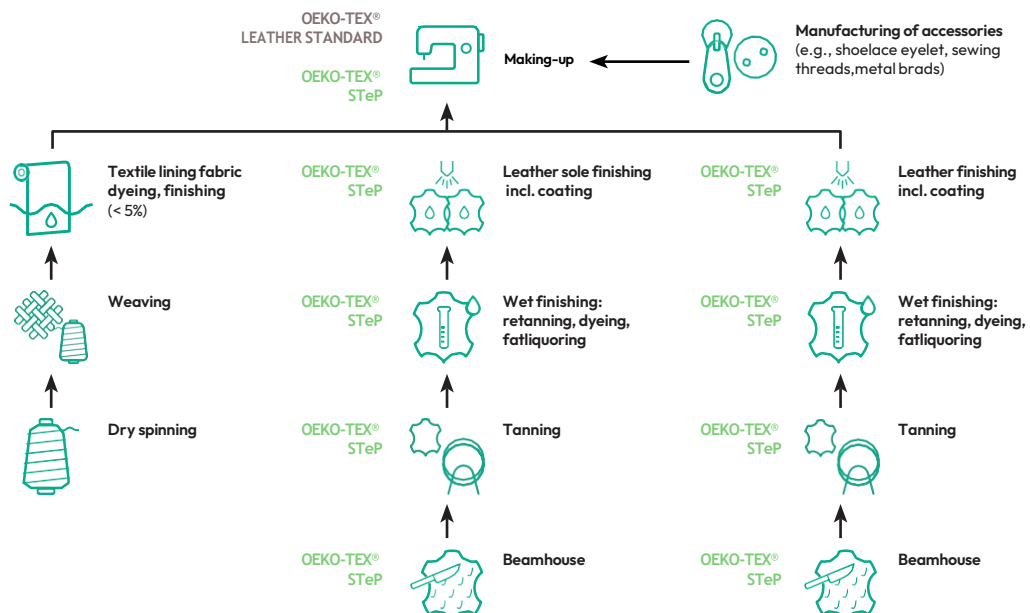 OEKO-TEX®
LEATHER STANDARD
OEKO-TEX®
STeP
Making-up
Manufacturing of accessories
(e.g., shoelace eyelet, sewing
threads,metal brads)
Textile lining fabric
dyeing, finishing
(< 5%)
OEKO-TEX®
STeP
Leather sole finishing
incl. coating
OEKO-TEX®
STeP
Leather finishing
incl. coating
Weaving
OEKO-TEX®
STeP
Wet finishing:
retanning, dyeing,
fatliquoring
OEKO-TEX®
STeP
Wet finishing:
retanning, dyeing,
fatliquoring
Dry spinning
OEKO-TEX®
STeP
Tanning
OEKO-TEX®
STeP
Tanning
OEKO-TEX®
STeP
Beamhouse
OEKO-TEX®
STeP
Beamhouse